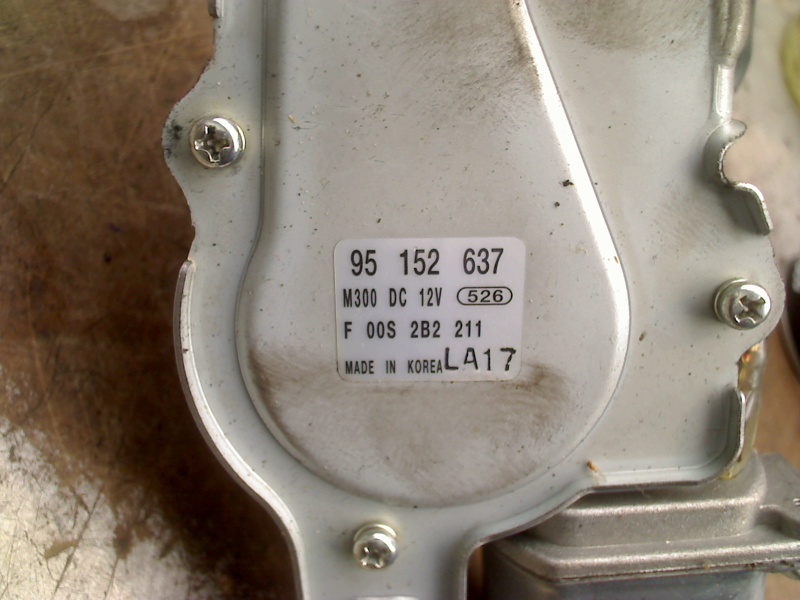 95 152 637
M300 DC 12V 526
F 00S 2B2 211
MADE IN KOREA LA17